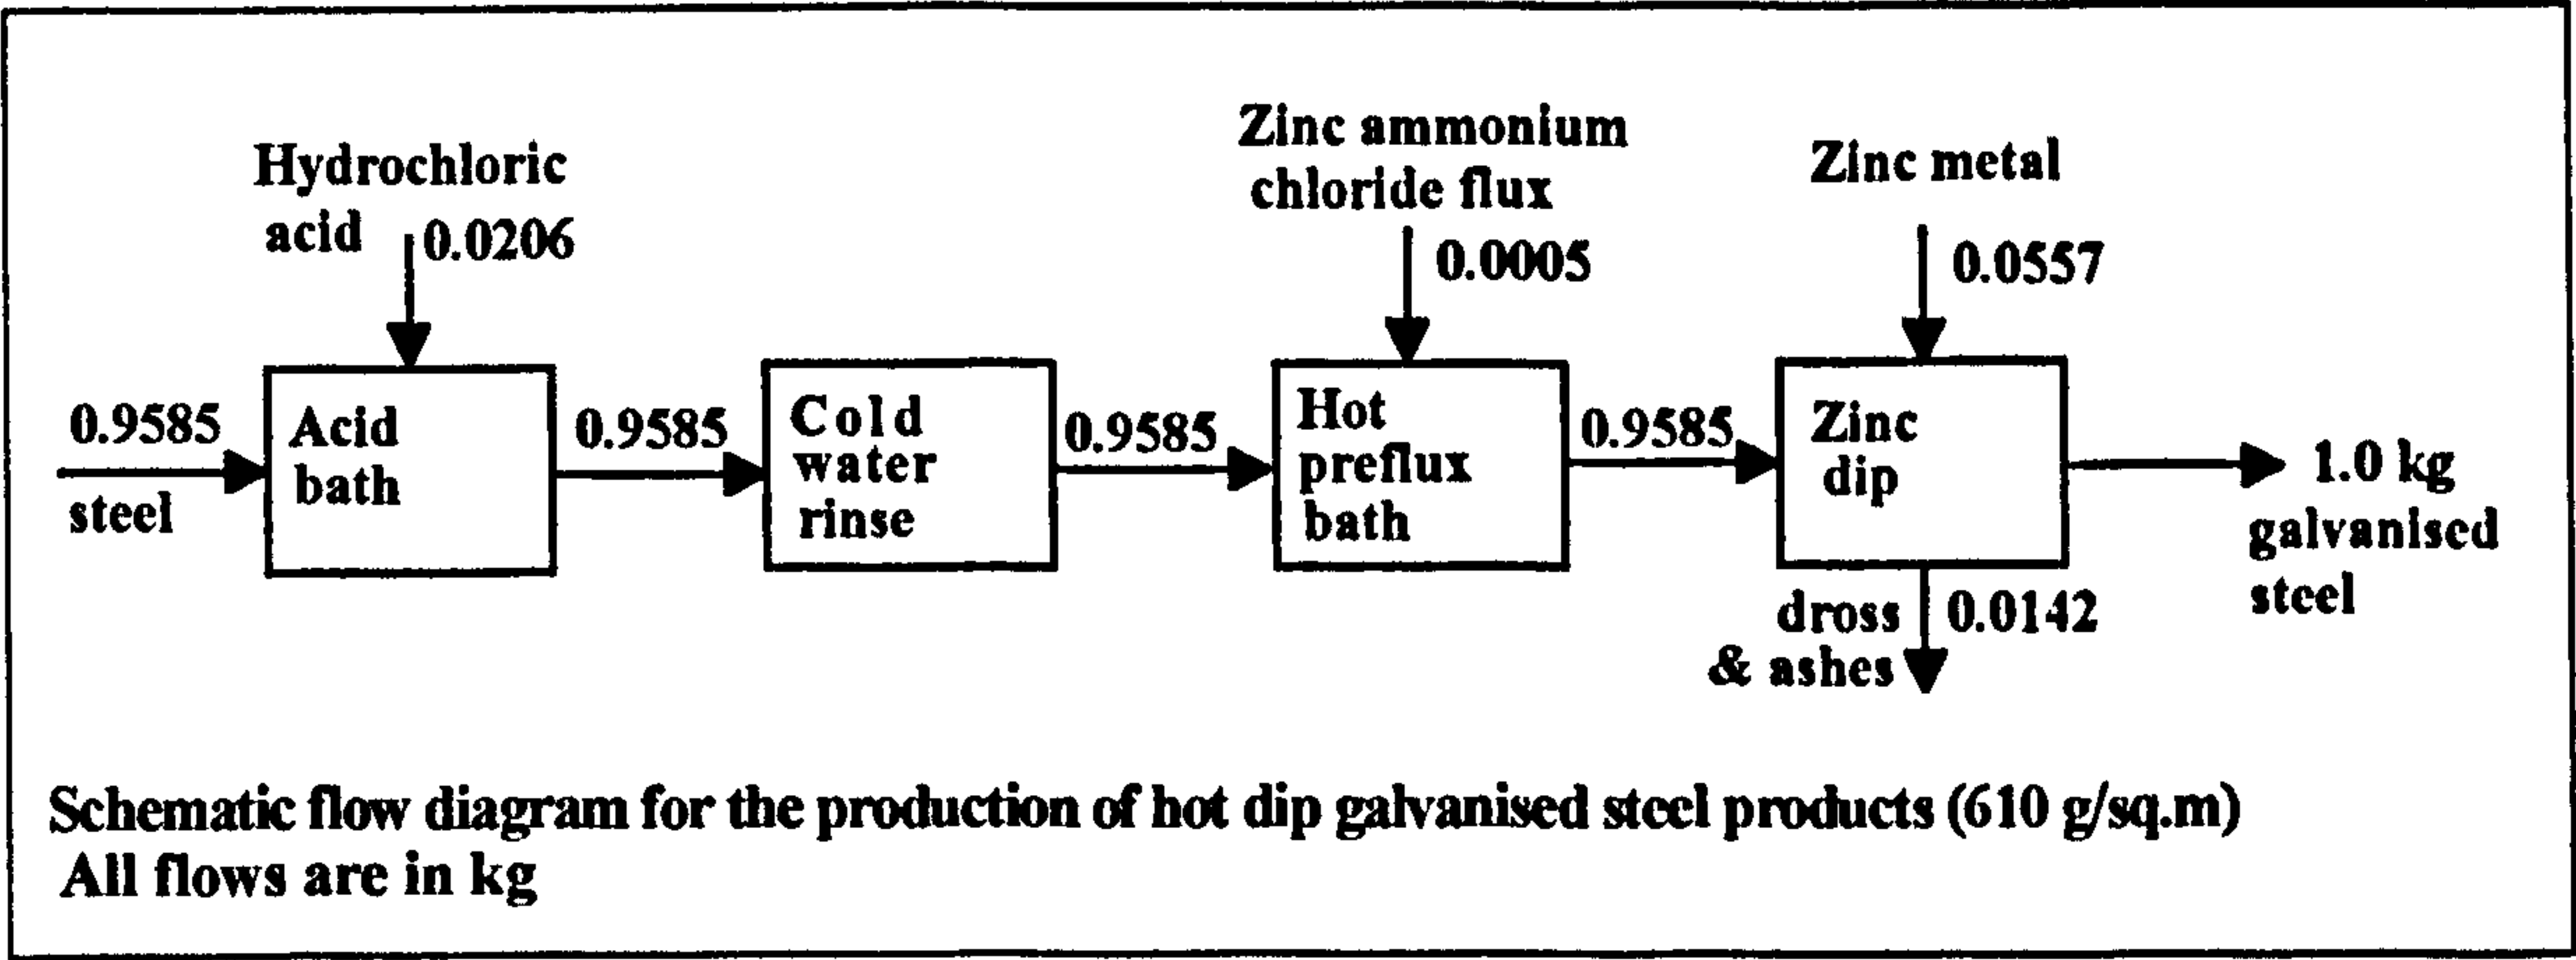 Hydrochloric
acid
0.0206
Zinc ammonium
chloride flux
0.0005
Zinc metal
0.0557
0.9585
steel
Acid
bath
0.9585
Cold
water
rinse
0.9585
Hot
preflux
bath
0.9585
Zinc
dip
1.0 kg
galvanised
steel
dross
& ashes
0.0142
Schematic flow diagram for the production of hot dip galvanised steel products (610 g/sq.m)
All flows are in kg